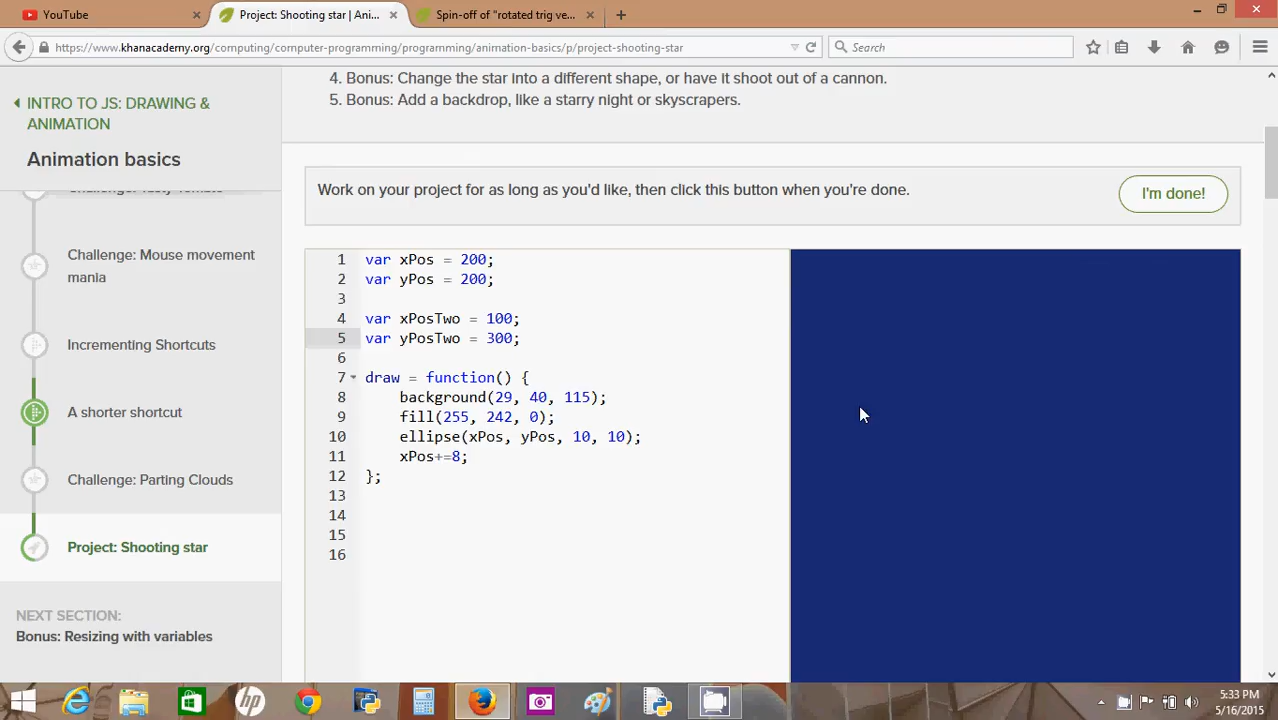 YouTube
Project: Shooting star | Ani...
Spin-off of "rotated trig ve...
https://www.khanacademy.org/computing/computer-programming/programming/animation-basics/p/project-shooting-star
Search
INTRO TO JS: DRAWING &
ANIMATION
Animation basics
Challenge: Mouse movement
mania
Incrementing Shortcuts
A shorter shortcut
Challenge: Parting Clouds
Project: Shooting star
NEXT SECTION:
Bonus: Resizing with variables
4. Bonus: Change the star into a different shape, or have it shoot out of a cannon.
5. Bonus: Add a backdrop, like a starry night or skyscrapers.
Work on your project for as long as you'd like, then click this button when you're done.
I'm done!
1 var xPos = 200;
2 var yPos = 200;
3
4 var xPosTwo = 100;
5 var yPosTwo = 300;
6
7 draw = function() {
8 background(29, 40, 115);
9 fill(255, 242, 0);
10 ellipse(xPos, yPos, 10, 10);
11 xPos+=8;
12 };
13
14
15
16
hp
5:33 PM
5/16/2015